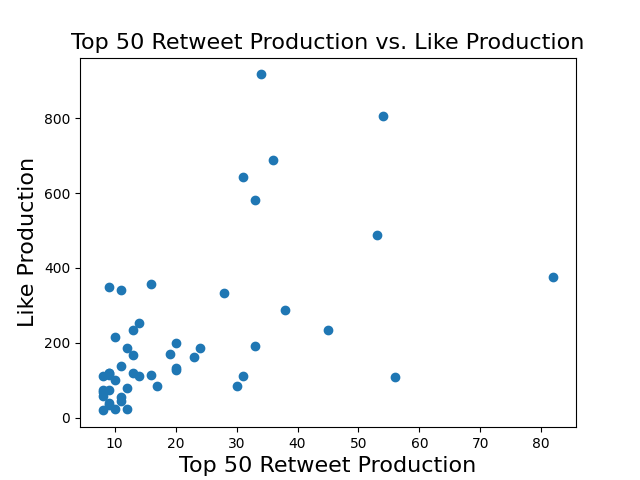 Top 50 Retweet Production vs. Like Production
Like Production
800
600
400
200
0
10 20 30 40 50 60 70 80
Top 50 Retweet Production